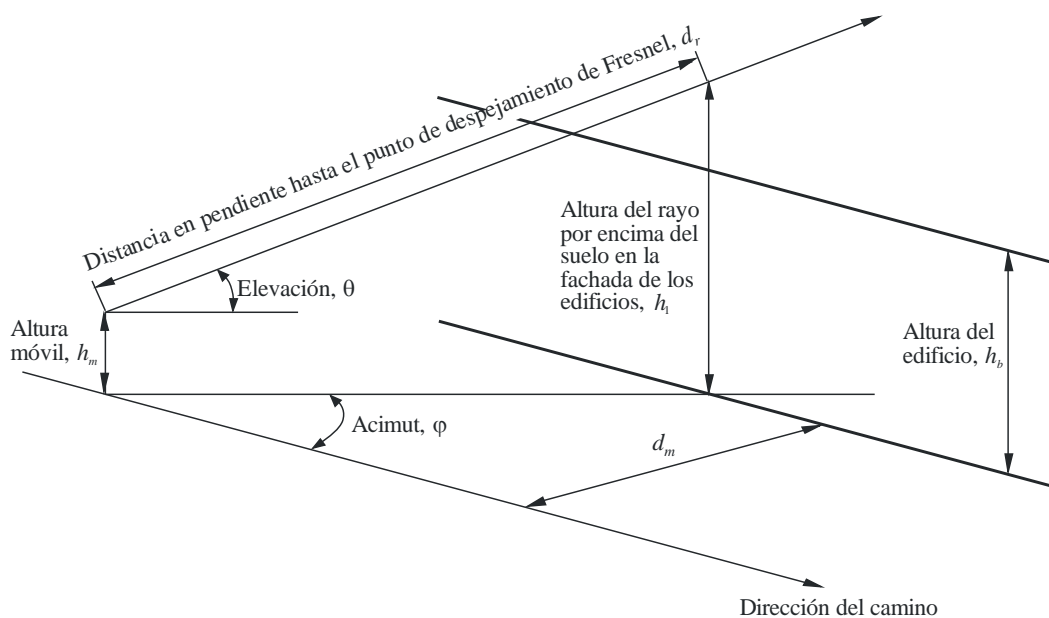 Distancia en pendiente hasta el punto de despejamiento de Fresnel, d_r
Altura del rayo
por encima del
suelo en la
fachada de los
edificios, h_l
Elevación, θ
Altura
móvil, h_m
Altura del
edificio, h_b
Acimut, φ
d_m
Dirección del camino